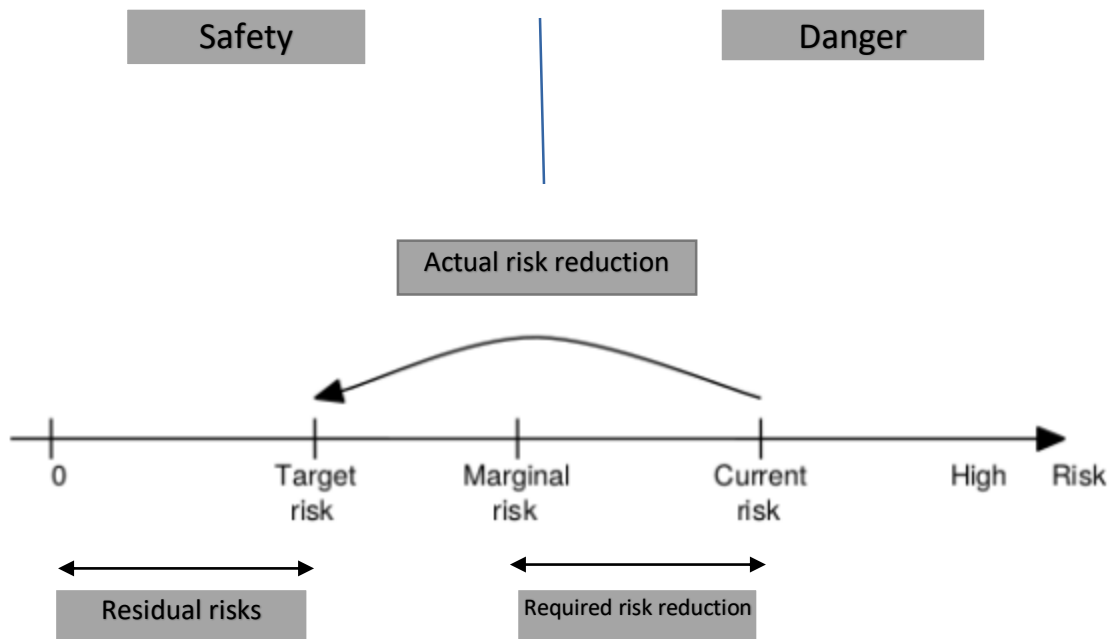 Safety
Danger
Actual risk reduction
0
Target
risk
Marginal
risk
Current
risk
High
Risk
Residual risks
Required risk reduction